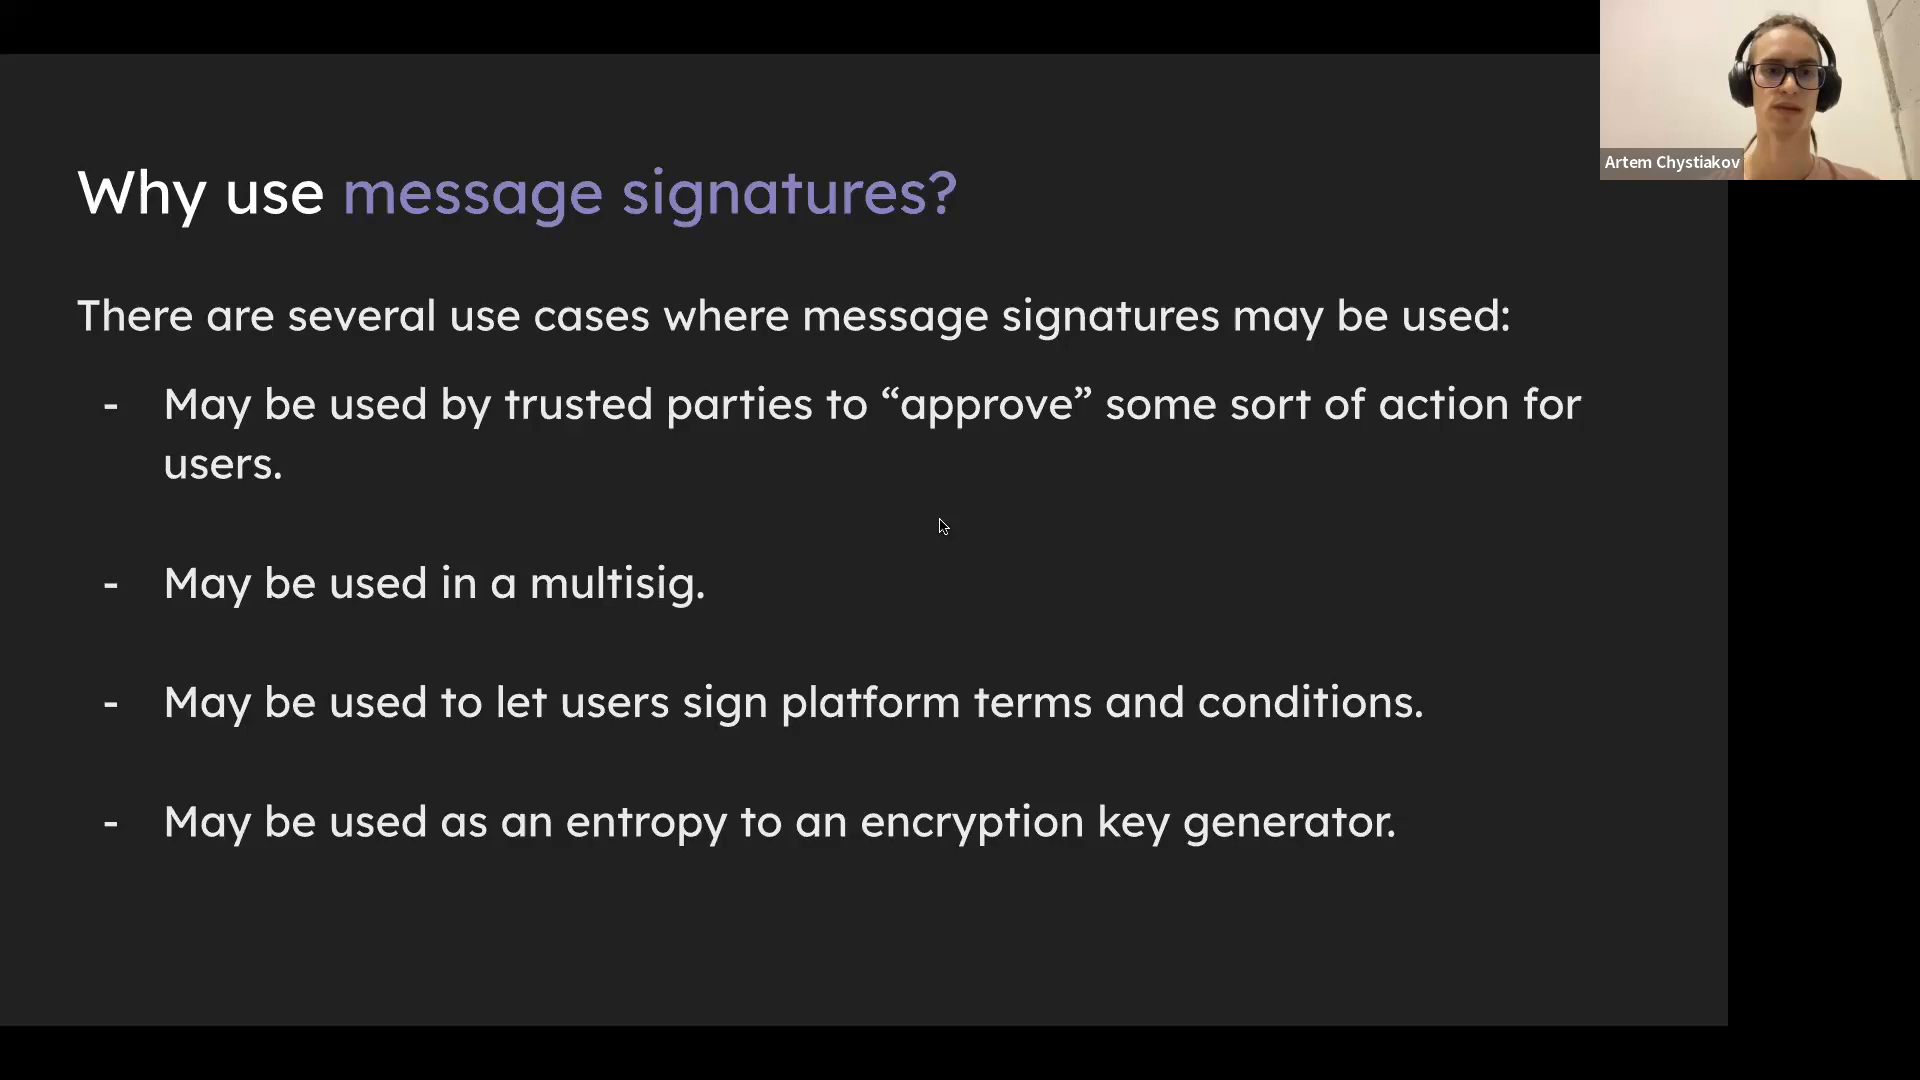 Artem Chystiakov
Why use message signatures?
There are several use cases where message signatures may be used:
- May be used by trusted parties to “approve” some sort of action for
users.
- May be used in a multisig.
- May be used to let users sign platform terms and conditions.
- May be used as an entropy to an encryption key generator.